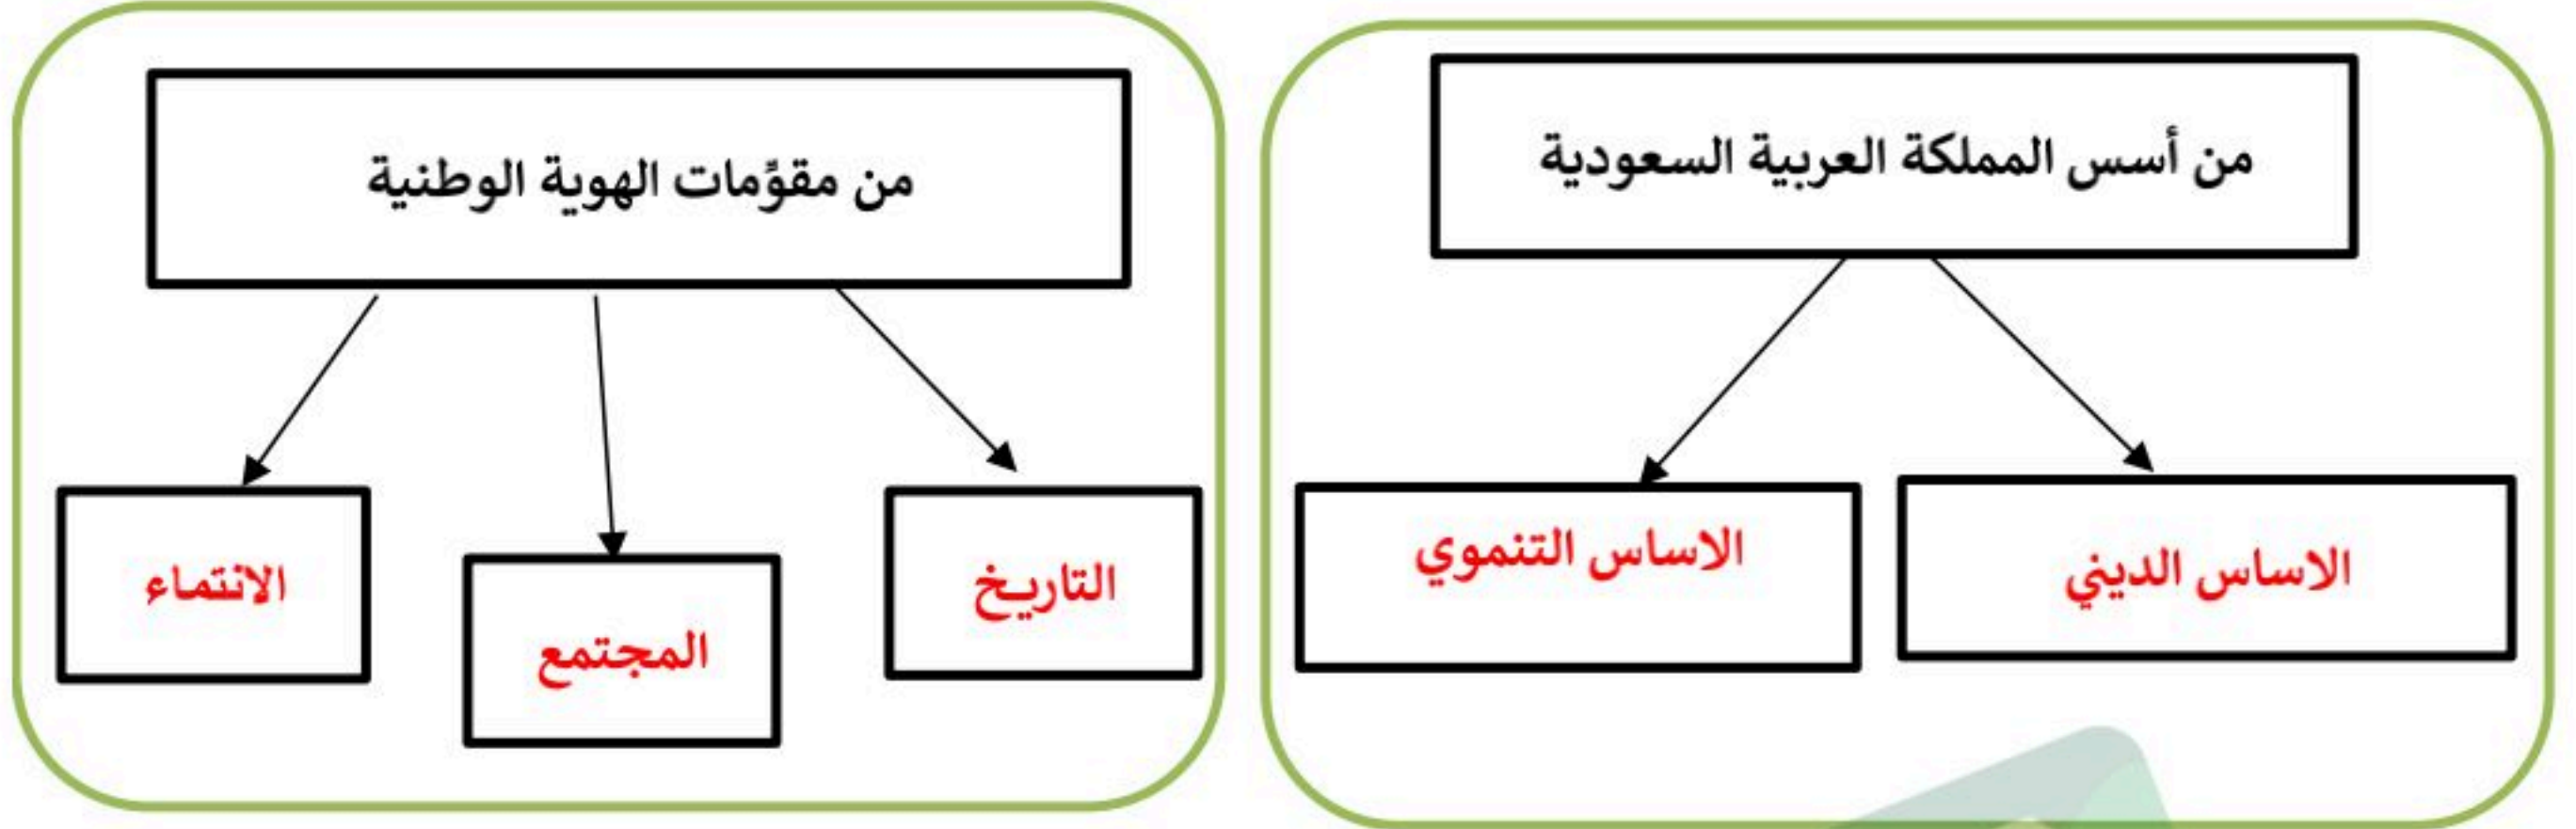 من أسس المملكة العربية السعودية
الاساس الديني
الاساس التنموي
من مقوِّمات الهوية الوطنية
التاريخ
المجتمع
الانتماء